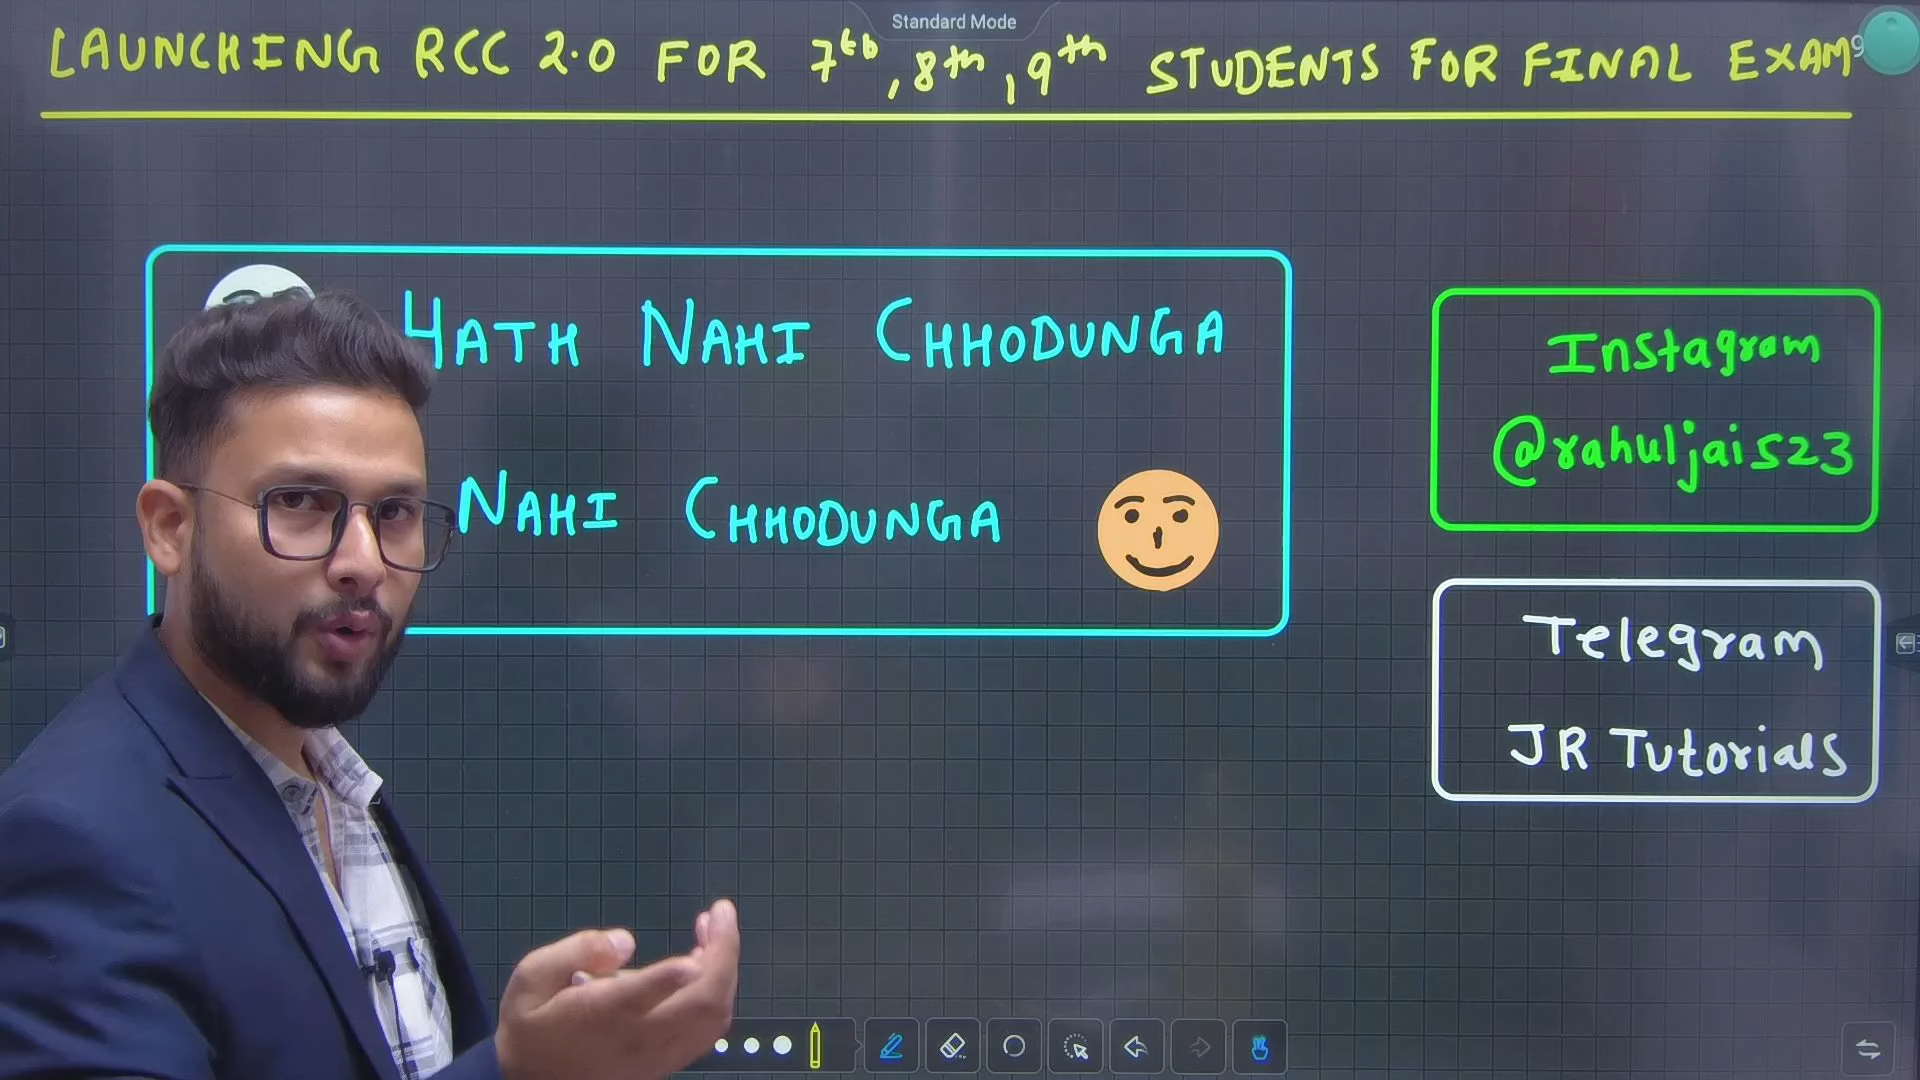 Standard Mode
LAUNCHING RCC 2.0 FOR 7th, 8th, 9th STUDENTS FOR FINAL EXAM
9
HATH NAHI CHHODUNGA
NAHI CHHODUNGA
Instagram
@rahuljais23
Telegram
JR Tutorials